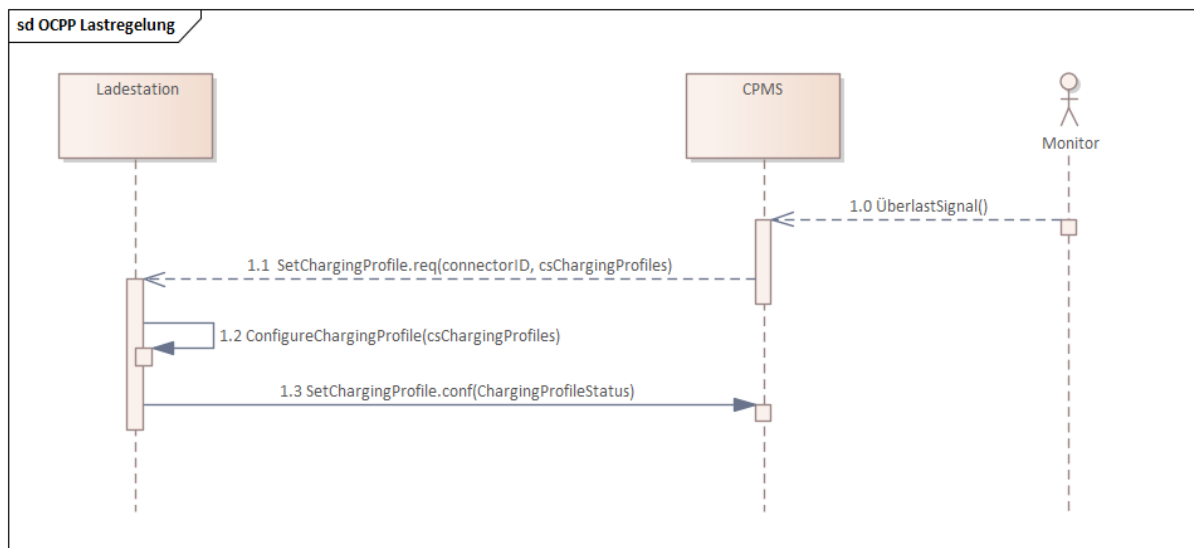 sd OCPP Lastregelung
Ladestation
CPMS
Monitor
1.0 ÜberlastSignal()
1.1 SetChargingProfile.req(connectorID, csChargingProfiles)
1.2 ConfigureChargingProfile(csChargingProfiles)
1.3 SetChargingProfile.conf(ChargingProfileStatus)